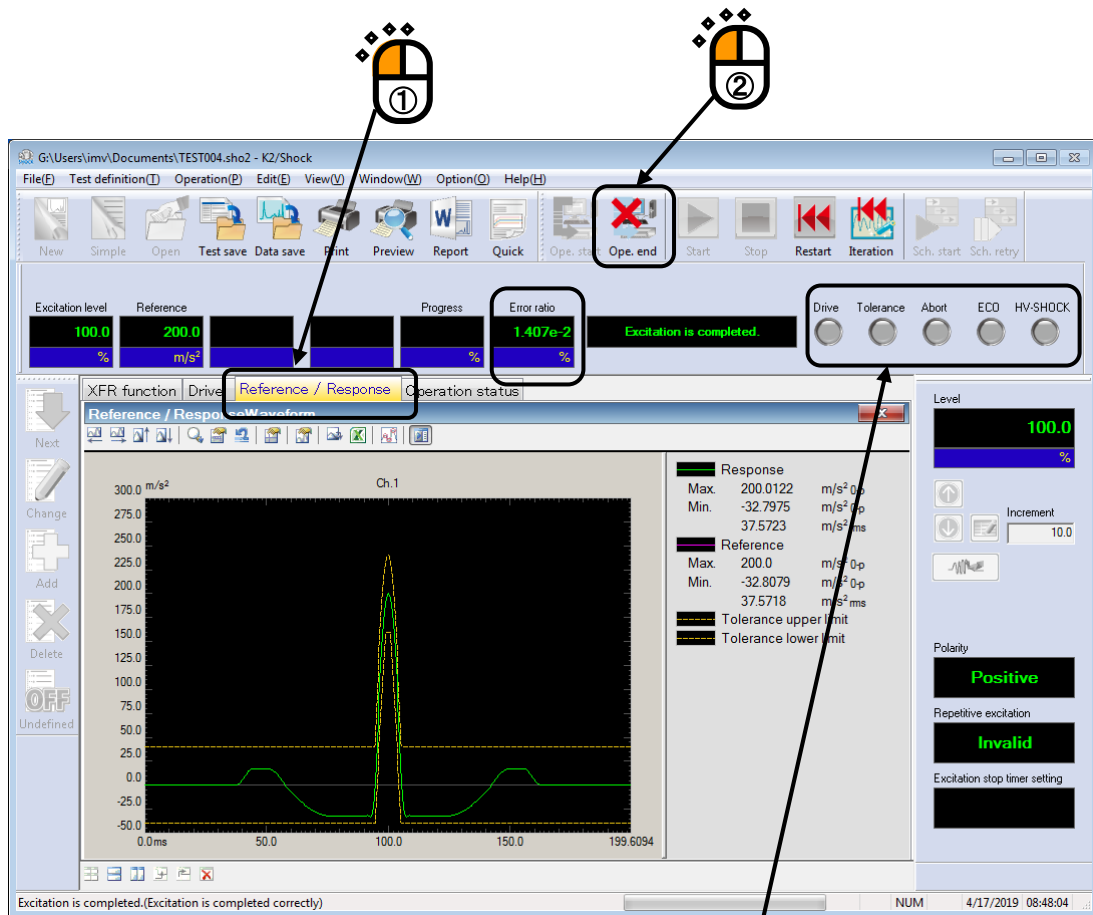 ①
②
G:\Users\imv\Documents\TEST004.sho2 - K2/Shock
File(F) Test definition(T) Operation(P) Edit(E) View(V) Window(W) Option(O) Help(H)
New Simple Open Test save Data save Print Preview Report Quick Ope. start Ope. end Start Stop Restart Iteration Sch. start Sch. retry
Excitation level Reference Progress Error ratio Drive Tolerance Abort ECO HV-SHOCK
100.0 200.0 1.407e-2 Excitation is completed.
% m/s² % %
XFR function Drive Reference / Response Operation status
Reference / ResponseWaveform
Next
Change
Add
Delete
OFF
Undefined
Ch.1
300.0 m/s²
275.0
250.0
225.0
200.0
175.0
150.0
125.0
100.0
75.0
50.0
25.0
0.0
-25.0
-50.0
0.0ms 50.0 100.0 150.0 199.6094
Response
Max. 200.0122 m/s² 0-p
Min. -32.7975 m/s² 0-p
37.5723 m/s² rms
Reference
Max. 200.0 m/s² 0-p
Min. -32.8079 m/s² 0-p
37.5718 m/s² rms
Tolerance upper limit
Tolerance lower limit
Level
100.0
%
Increment
10.0
Polarity
Positive
Repetitive excitation
Invalid
Excitation stop timer setting
Excitation is completed.(Excitation is completed correctly) NUM 4/17/2019 08:48:04